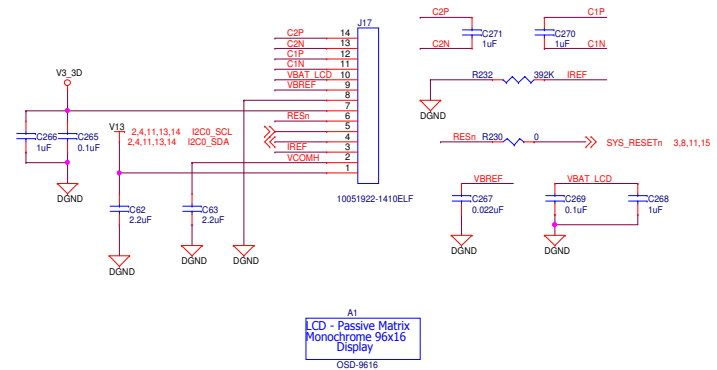 J17
C2P 14
C2N 13
C1P 12
C1N 11
VBAT_LCD 10
VBREF 9
8
7
RESn 6
5
4
IREF 3
VCOMH 2
1
10051922-1410ELF
V3_3D
C266
1uF
C265
0.1uF
DGND
V13
2,4,11,13,14 I2C0_SCL
2,4,11,13,14 I2C0_SDA
C62
2.2uF
DGND
C63
2.2uF
DGND
DGND
C2P
C271
1uF
C2N
C1P
C270
1uF
C1N
R232 392K IREF
DGND
RESn R230 0 SYS_RESETn 3,8,11,15
VBREF
C267
0.022uF
DGND
VBAT_LCD
C269
0.1uF
C268
1uF
DGND
A1
LCD - Passive Matrix
Monochrome 96x16
Display
OSD-9616